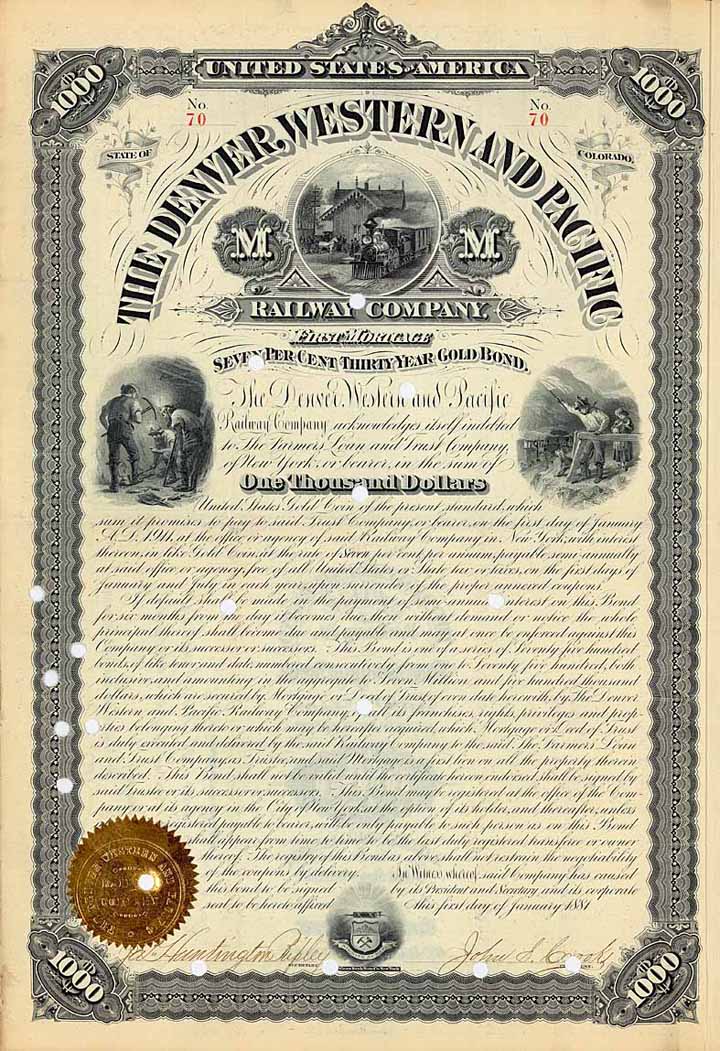 UNITED STATES OF AMERICA
1000
1000
No. 70
No. 70
STATE OF
COLORADO,
THE DENVER, WESTERN AND PACIFIC
M
M
RAILWAY COMPANY.
FIRST MORTGAGE
SEVEN PER CENT THIRTY YEAR GOLD BOND.
The Denver, Western and Pacific
Railway Company acknowledges itself indebted
to The Farmers Loan and Trust Company,
of New York, or bearer, in the sum of
One Thousand Dollars
United States Gold Coin of the present standard, which
sum it promises to pay to said Trust Company, or bearer, on the first day of January
A.D. 1911, at the office or agency of said Railway Company in New York, with interest
thereon, in like Gold Coin, at the rate of Seven per cent. per annum, payable semi-annually
at said office or agency, free of all United States or State tax or taxes, on the first days of
January and July in each year, upon surrender of the proper annexed coupons.
If default shall be made in the payment of semi-annual interest on this Bond
for six months from the day it becomes due, then without demand or notice the whole
principal thereof shall become due and payable and may at once be enforced against this
Company or its successor or successors. This Bond is one of a series of Seventy five hundred
bonds, of like tenor and date, numbered consecutively from one to Seventy five hundred, both
inclusive, and amounting in the aggregate to Seven Million and five hundred thousand
dollars, which are secured by Mortgage or Deed of Trust of even date herewith, by The Denver
Western and Pacific Railway Company, of all its franchises, rights, privileges and prop-
erties belonging thereto or which may be hereafter acquired, which Mortgage or Deed of Trust
is duly executed and delivered by the said Railway Company to the said The Farmers Loan
and Trust Company, as Trustee, and said Mortgage is a first lien on all the property therein
described. This Bond shall not be valid until the certificate hereon endorsed shall be signed by
said Trustee or its successor or successors. This Bond may be registered at the office of the Com-
pany or at its agency in the City of New York, at the option of its holder, and thereafter, unless
registered payable to bearer, will be only payable to such person as on this Bond
shall appear from time to time to be the last duly registered transferee or owner
thereof. The registry of this Bond as above, shall not restrain the negotiability
of the coupons by delivery. In Witness whereof, said Company has caused
this bond to be signed by its President and Secretary, and its corporate
seal to be hereto affixed this first day of January 1881
Huntington
John S.
SECRETARY.
PRESIDENT.
1000
1000